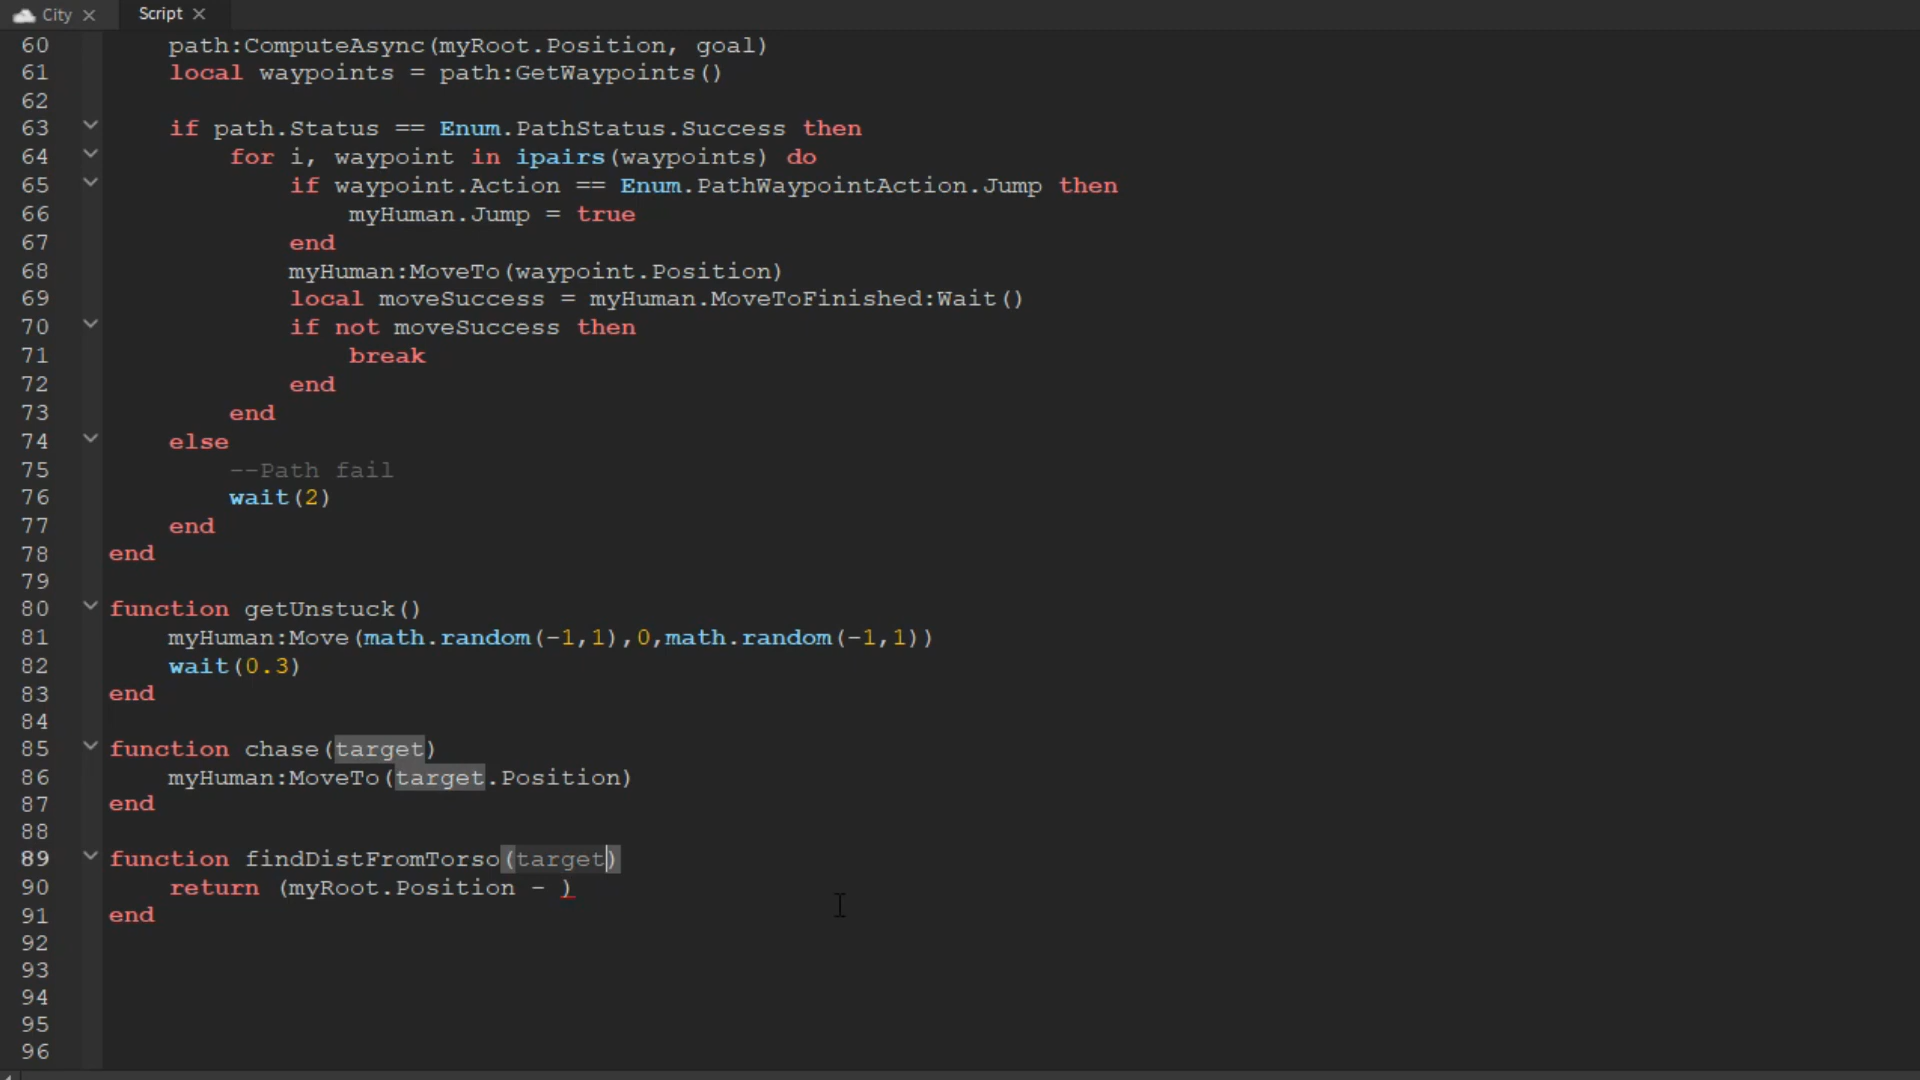 City
Script
60 path:ComputeAsync(myRoot.Position, goal)
61 local waypoints = path:GetWaypoints()
62
63 if path.Status == Enum.PathStatus.Success then
64 for i, waypoint in ipairs(waypoints) do
65 if waypoint.Action == Enum.PathWaypointAction.Jump then
66 myHuman.Jump = true
67 end
68 myHuman:MoveTo(waypoint.Position)
69 local moveSuccess = myHuman.MoveToFinished:Wait()
70 if not moveSuccess then
71 break
72 end
73 end
74 else
75 --Path fail
76 wait(2)
77 end
78 end
79
80 function getUnstuck()
81 myHuman:Move(math.random(-1,1),0,math.random(-1,1))
82 wait(0.3)
83 end
84
85 function chase(target)
86 myHuman:MoveTo(target.Position)
87 end
88
89 function findDistFromTorso(target)
90 return (myRoot.Position - )
91 end
92
93
94
95
96